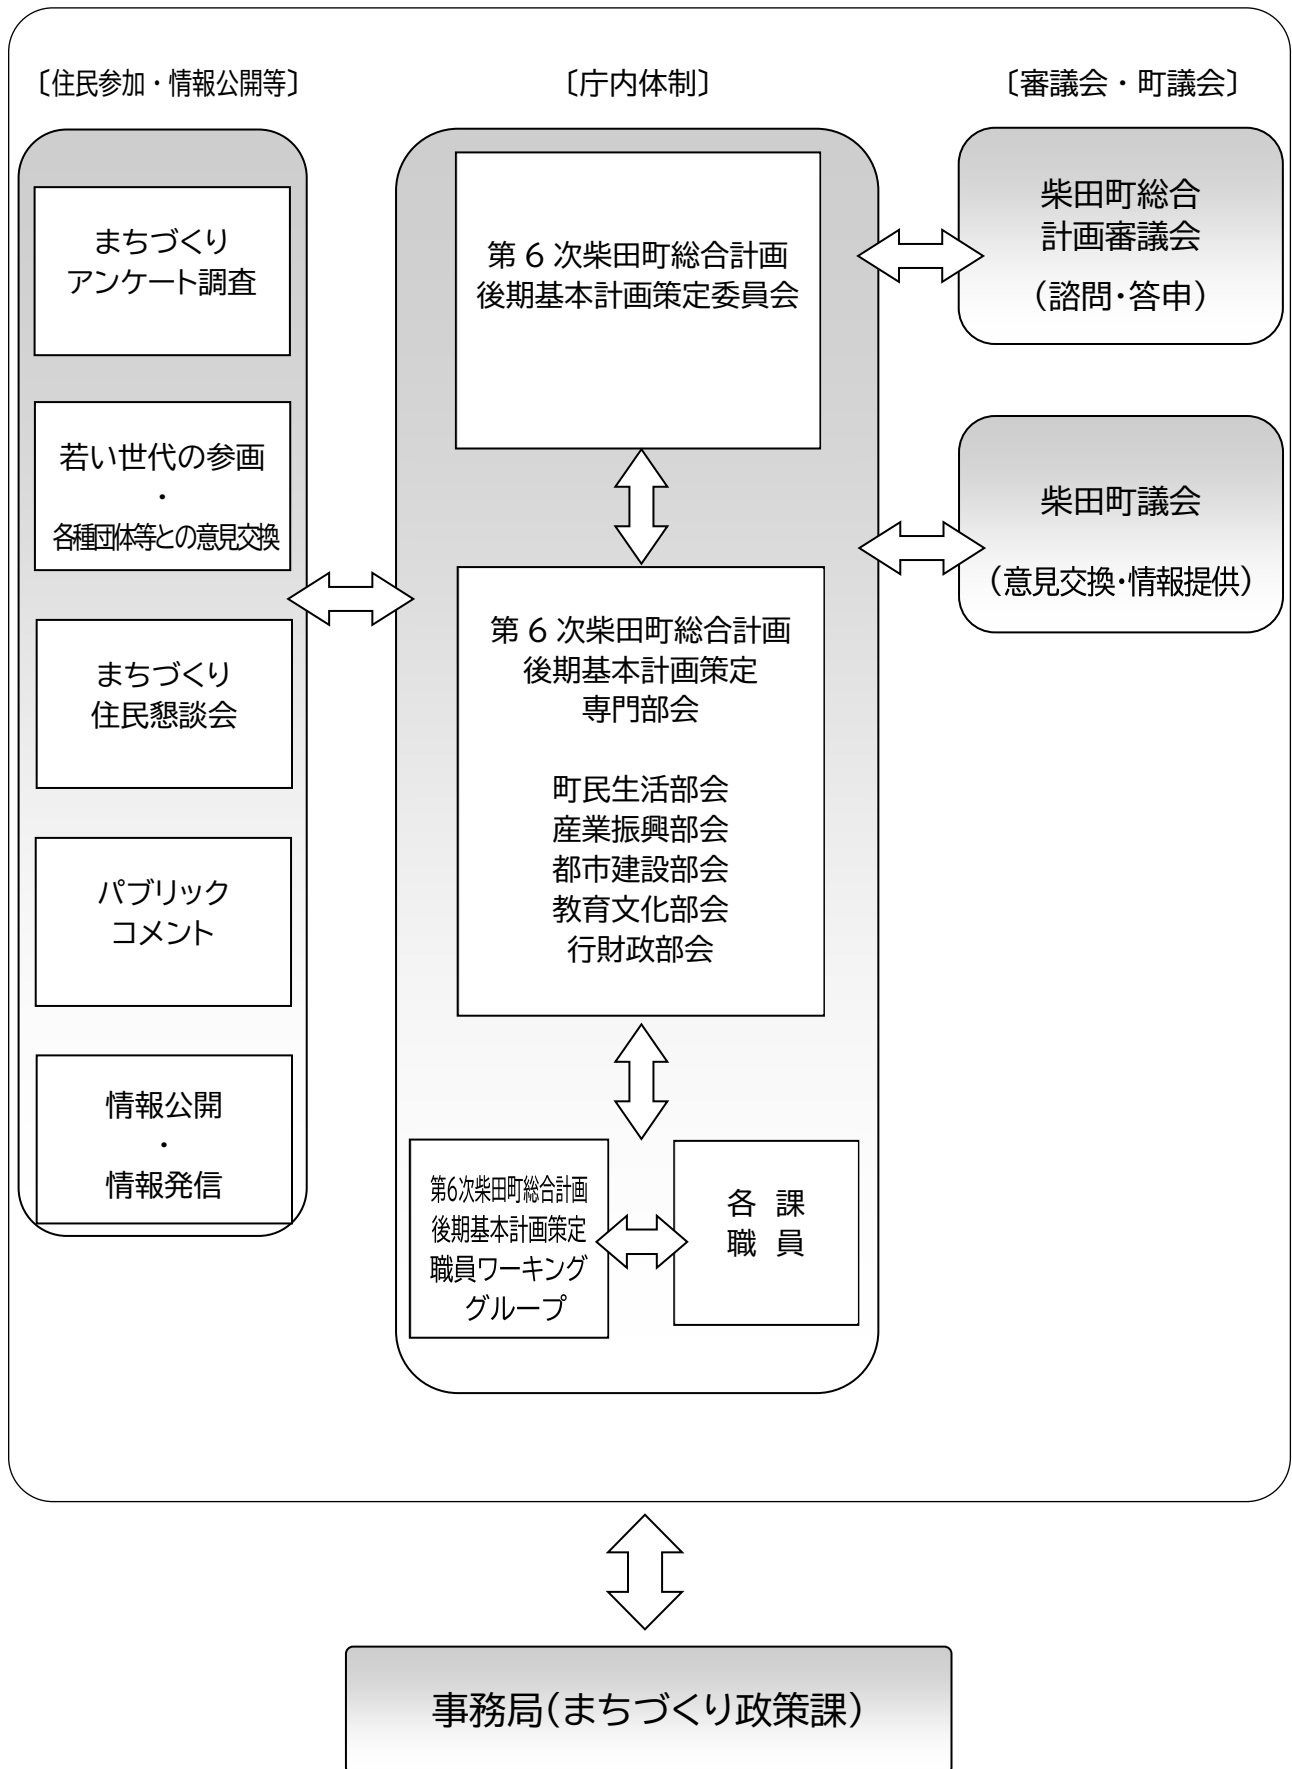 〔住民参加・情報公開等〕
まちづくり
アンケート調査
若い世代の参画
・
各種団体等との意見交換
まちづくり
住民懇談会
パブリック
コメント
情報公開
・
情報発信
〔庁内体制〕
第6次柴田町総合計画
後期基本計画策定委員会
第6次柴田町総合計画
後期基本計画策定
専門部会
町民生活部会
産業振興部会
都市建設部会
教育文化部会
行財政部会
第6次柴田町総合計画
後期基本計画策定
職員ワーキング
グループ
各 課
職 員
〔審議会・町議会〕
柴田町総合
計画審議会
（諮問・答申）
柴田町議会
（意見交換・情報提供）
事務局（まちづくり政策課）